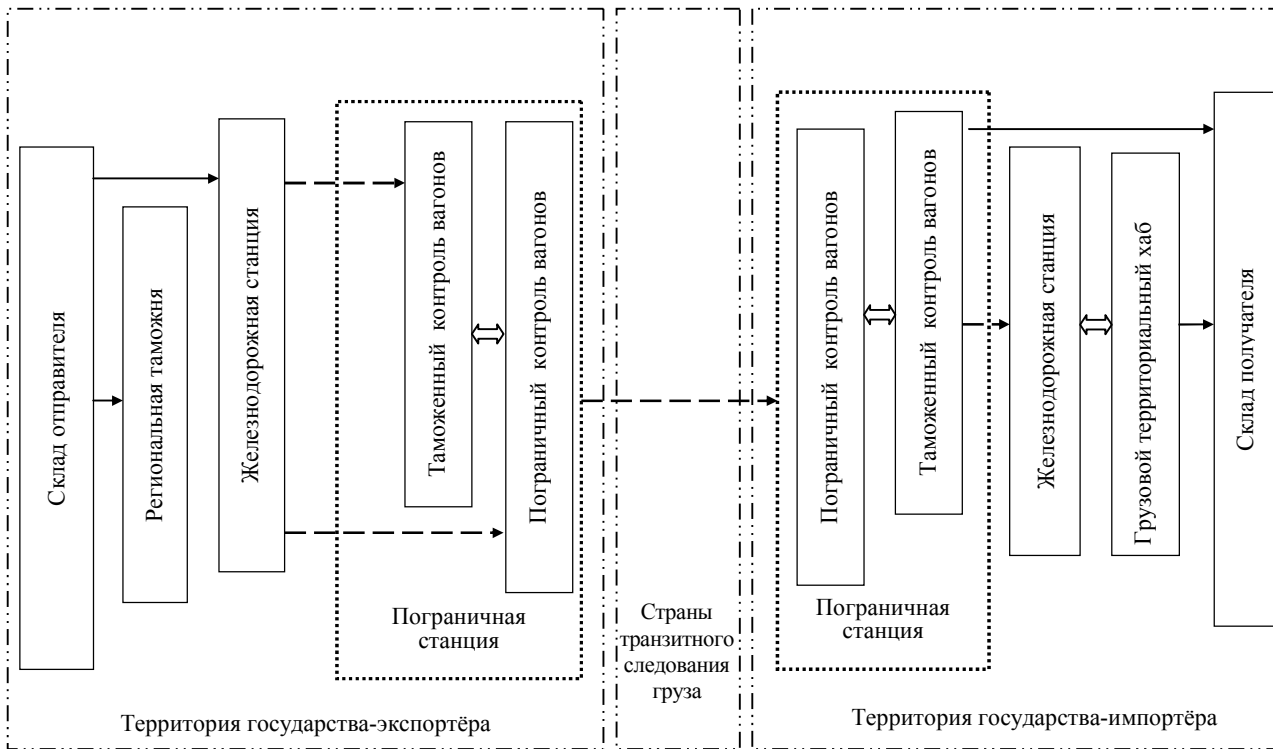 Склад отправителя
Региональная таможня
Железнодорожная станция
Таможенный контроль вагонов
Пограничный контроль вагонов
Пограничная
станция
Территория государства-экспортёра
Страны
транзитного
следования
груза
Пограничный контроль вагонов
Таможенный контроль вагонов
Железнодорожная станция
Грузовой территориальный хаб
Склад получателя
Пограничная
станция
Территория государства-импортёра